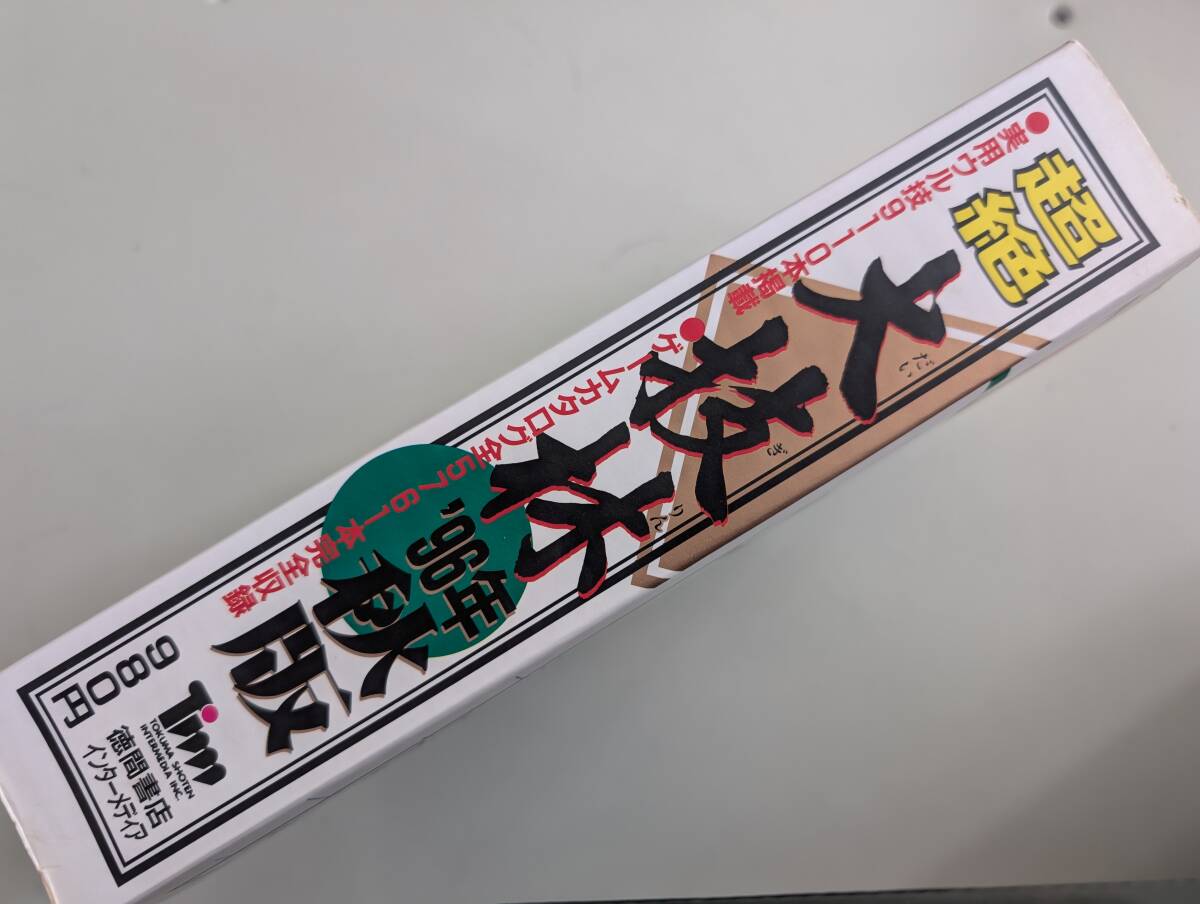 超絶
大技林
だい
ぎ
りん
'96年
秋版
●実用ウル技9110本掲載
●ゲームカタログ全5761本完全収録
980円
Tim
TOKUMA SHOTEN
INTERMEDIA INC.
徳間書店
インターメディア